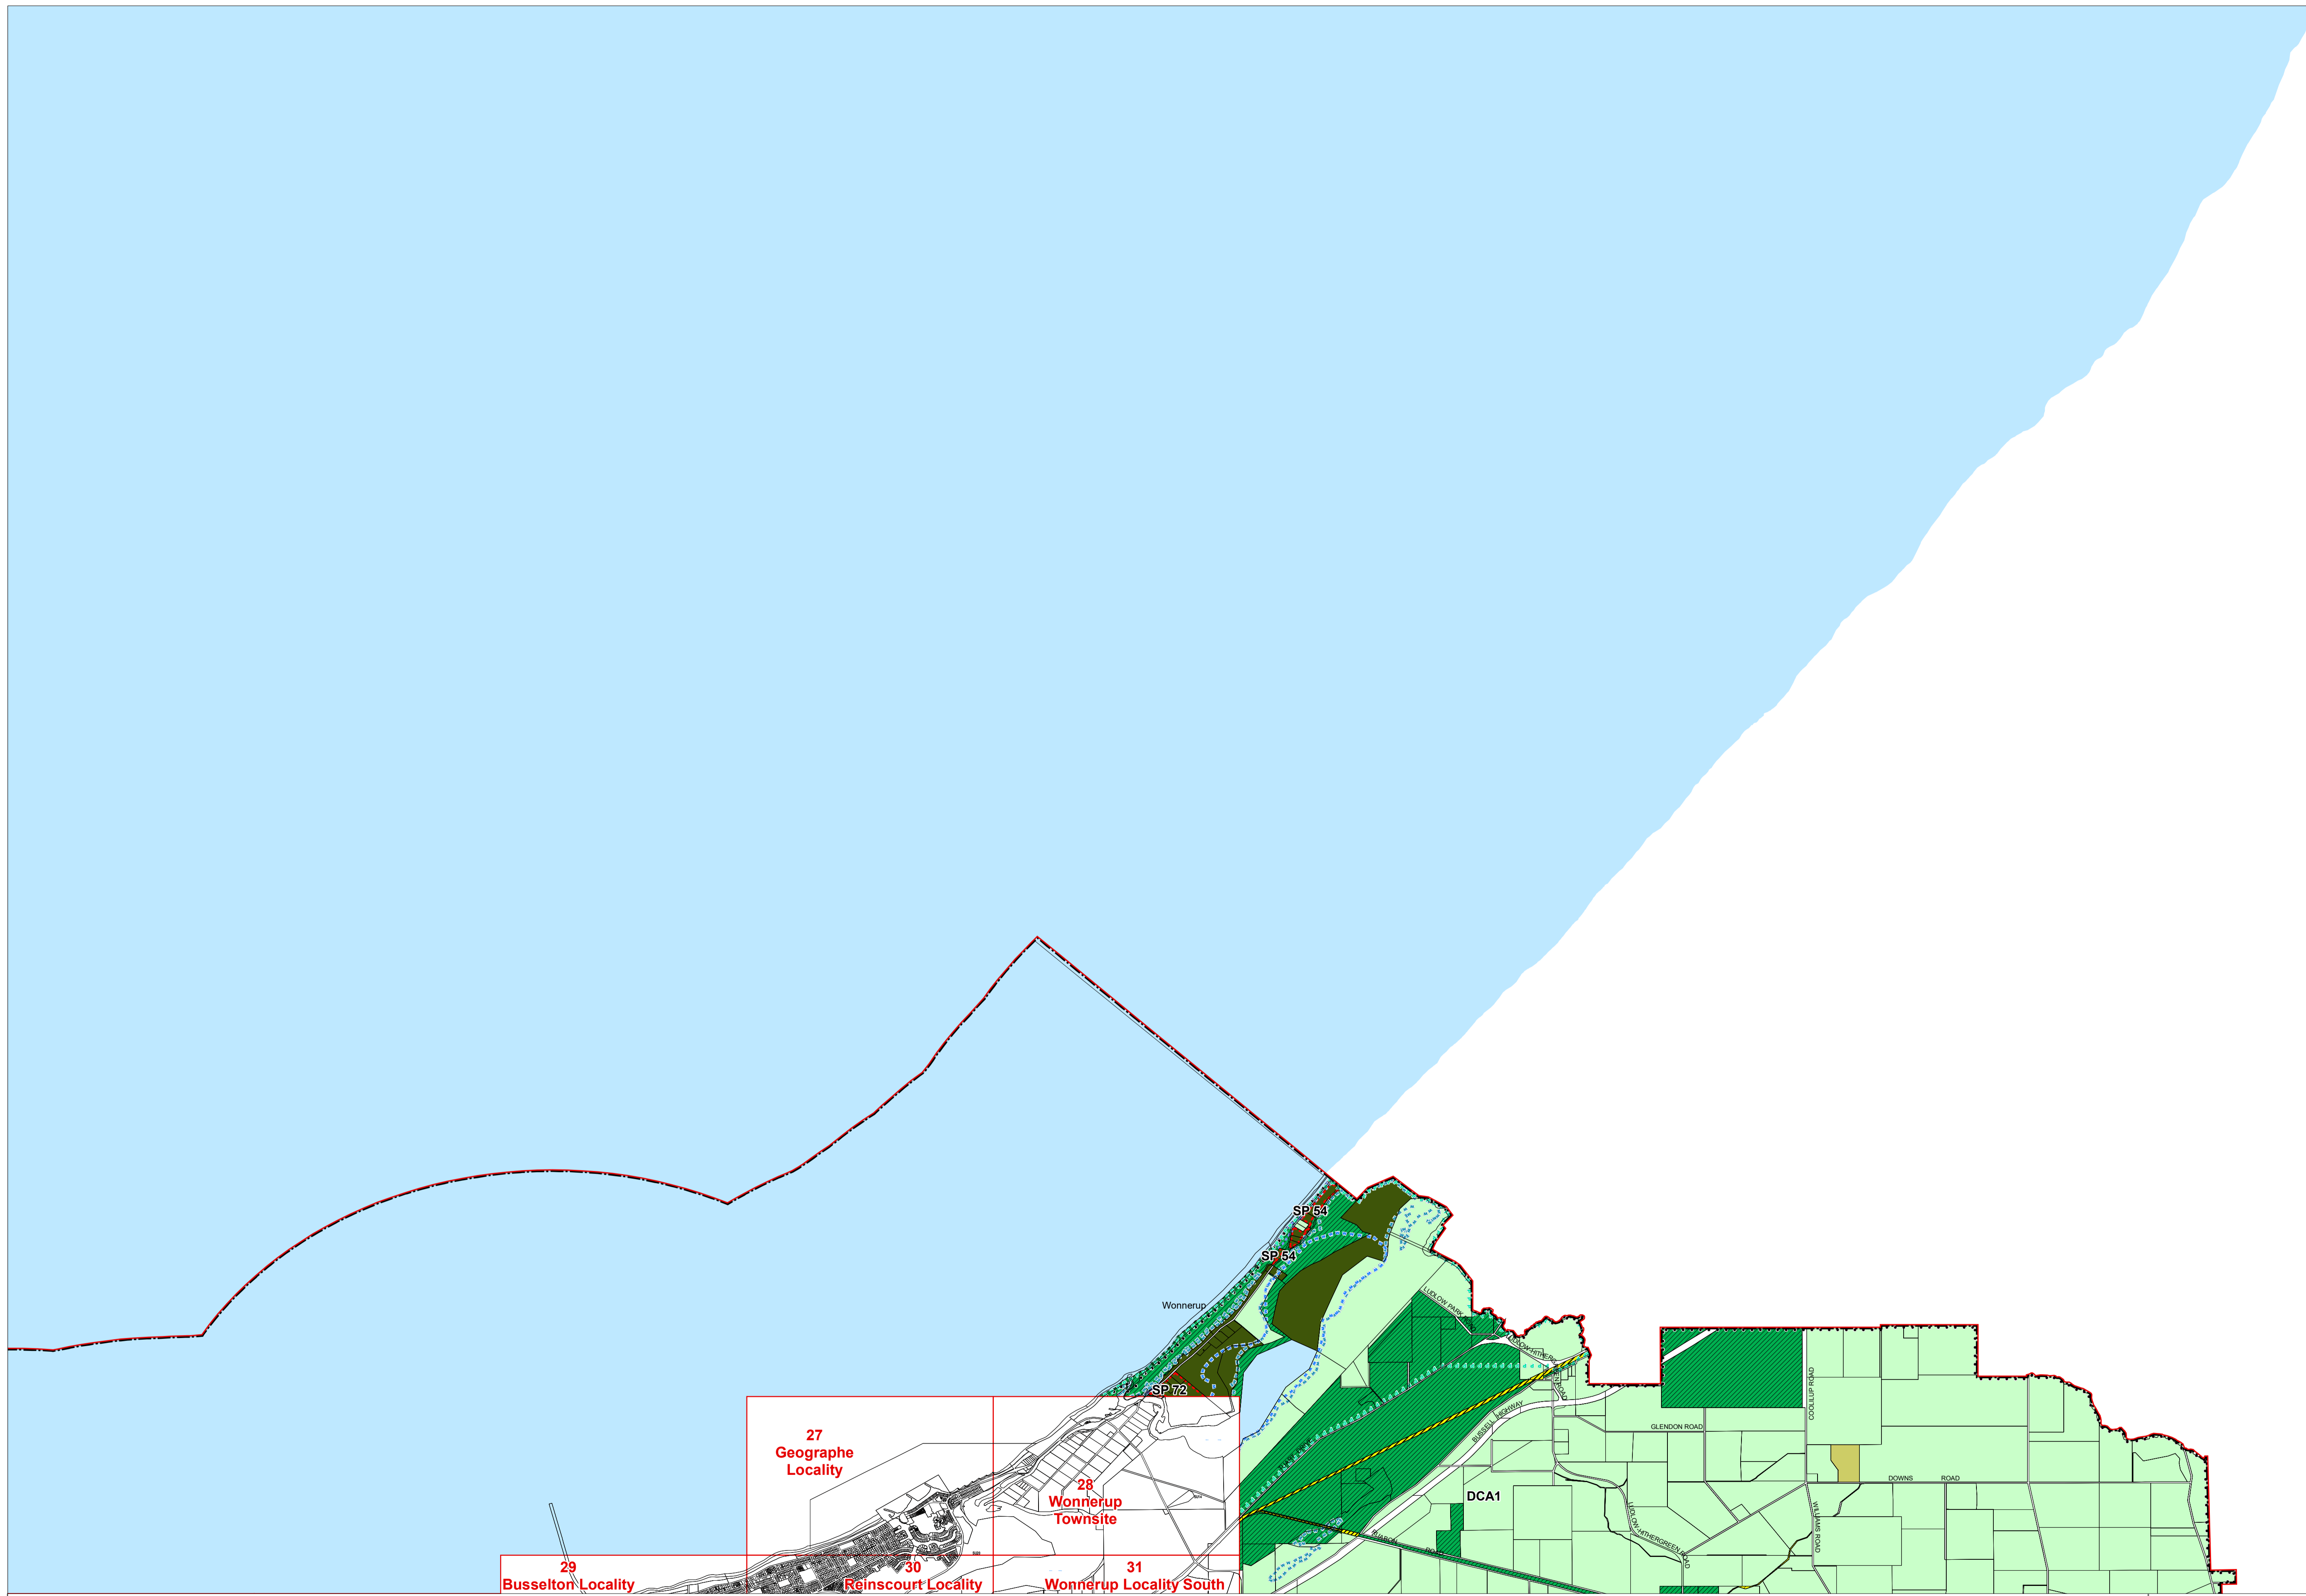 SP 54
SP 54
Wonnerup
LUDLOW PARK ROAD
SP 72
COOLILUP ROAD
27
Geographe
Locality
BUSSELL HIGHWAY
GLENDON ROAD
28
Wonnerup
Townsite
DOWNS ROAD
DCA1
LUDLOW-HITHERGREEN ROAD
WILLIAMS ROAD
ROAD
29
Busselton Locality
30
Reinscourt Locality
31
Wonnerup Locality South